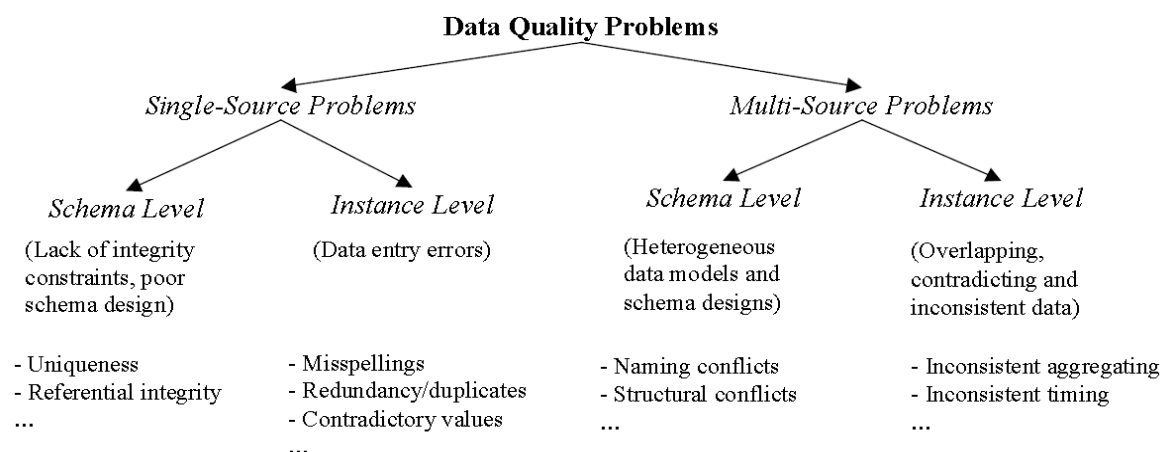 Data Quality Problems
Single-Source Problems
Multi-Source Problems
Schema Level
Instance Level
Schema Level
Instance Level
(Lack of integrity
constraints, poor
schema design)
(Data entry errors)
(Heterogeneous
data models and
schema designs)
(Overlapping,
contradicting and
inconsistent data)
- Uniqueness
- Referential integrity
...
- Misspellings
- Redundancy/duplicates
- Contradictory values
...
- Naming conflicts
- Structural conflicts
...
- Inconsistent aggregating
- Inconsistent timing
...